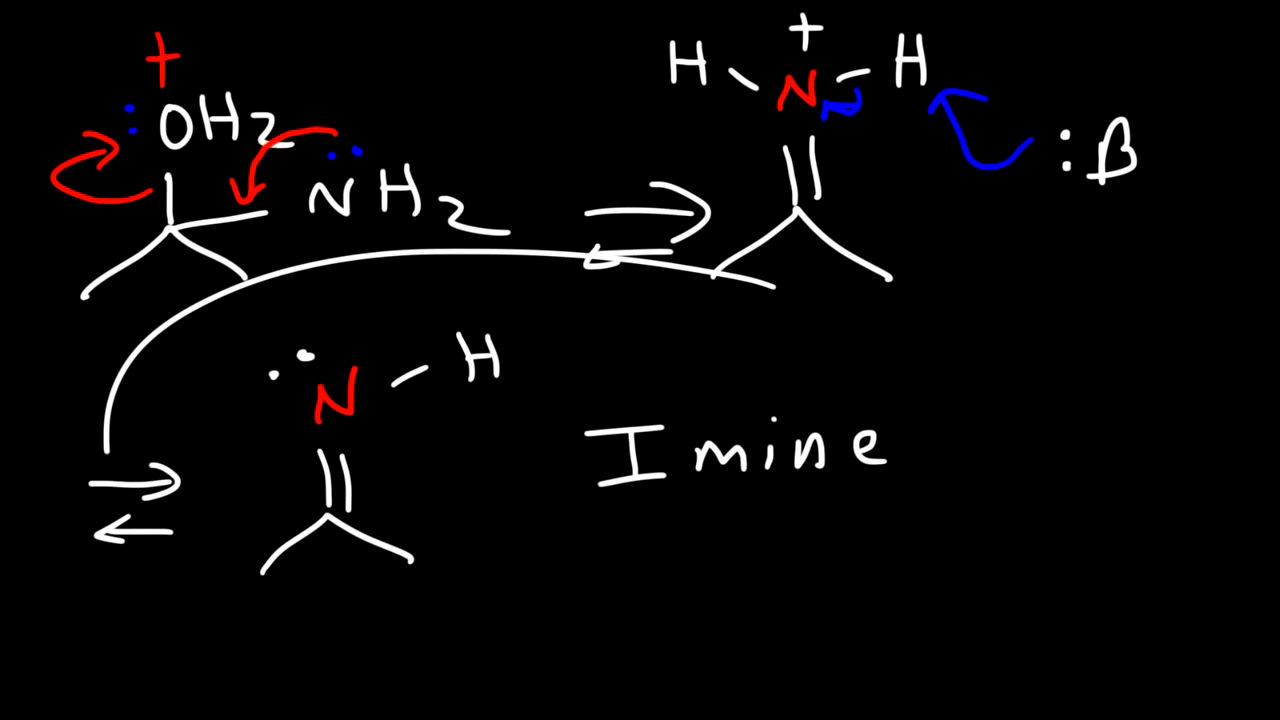 +
:OH2
NH2
+
H N H
:B
N H
Imine